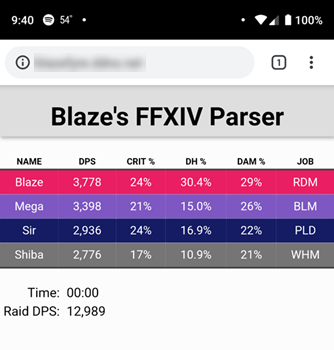 9:40 54° 100%
1
Blaze's FFXIV Parser
NAME DPS CRIT % DH % DAM % JOB
Blaze 3,778 24% 30.4% 29% RDM
Mega 3,398 21% 15.0% 26% BLM
Sir 2,936 24% 16.9% 22% PLD
Shiba 2,776 17% 10.9% 21% WHM
Time: 00:00
Raid DPS: 12,989